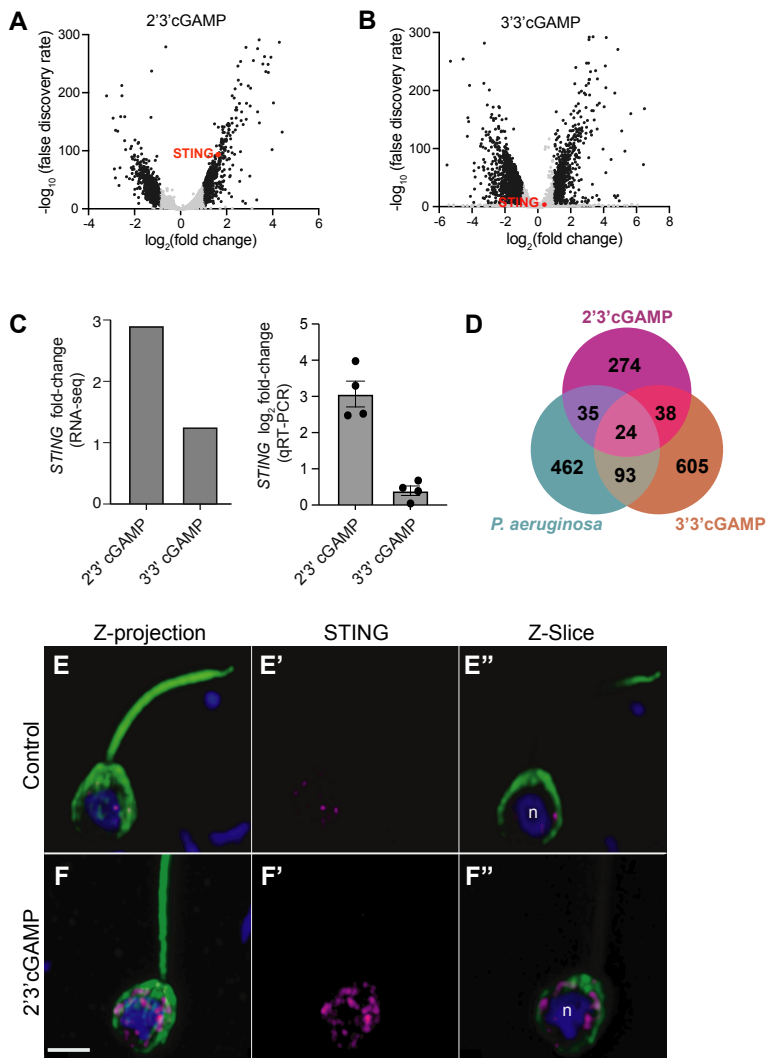 A
2'3'cGAMP
-log10 (false discovery rate)
300
200
100
0
STING
-4
-2
0
2
4
6
log2(fold change)
B
3'3'cGAMP
-log10 (false discovery rate)
300
200
100
0
STING
-8
-6
-4
-2
0
2
4
6
8
log2(fold change)
C
STING fold-change
(RNA-seq)
3
2
1
0
2'3' cGAMP
3'3' cGAMP
STING log2 fold-change
(qRT-PCR)
5
4
3
2
1
0
2'3' cGAMP
3'3' cGAMP
D
2'3'cGAMP
274
35
38
24
462
93
605
P. aeruginosa
3'3'cGAMP
Z-projection
STING
Z-Slice
Control
E
E'
E''
n
2'3'cGAMP
F
F'
F''
n